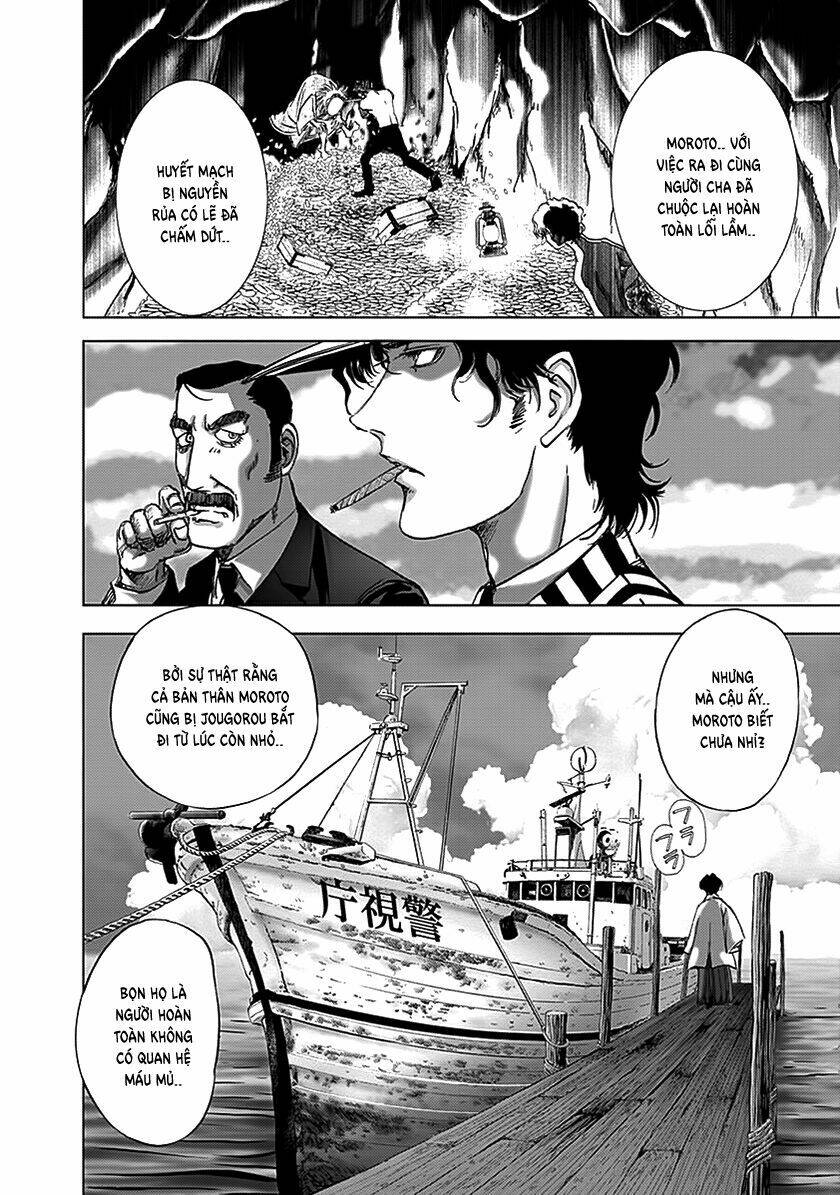 MOROTO.. VỚI
VIỆC RA ĐI CÙNG
NGƯỜI CHA ĐÃ
CHUỘC LẠI HOÀN
TOÀN LỖI LẦM..
HUYẾT MẠCH
BỊ NGUYỀN
RỦA CÓ LẼ ĐÃ
CHẤM DỨT..
NHƯNG
MÀ CẬU ẤY..
MOROTO BIẾT
CHƯA NHỈ?
フラ
フラ
BỞI SỰ THẬT RẰNG
CẢ BẢN THÂN MOROTO
CŨNG BỊ JOUGOROU BẮT
ĐI TỪ LÚC CÒN NHỎ..
庁視警
BỌN HỌ LÀ
NGƯỜI HOÀN
TOÀN KHÔNG
CÓ QUAN HỆ
MÁU MỦ..